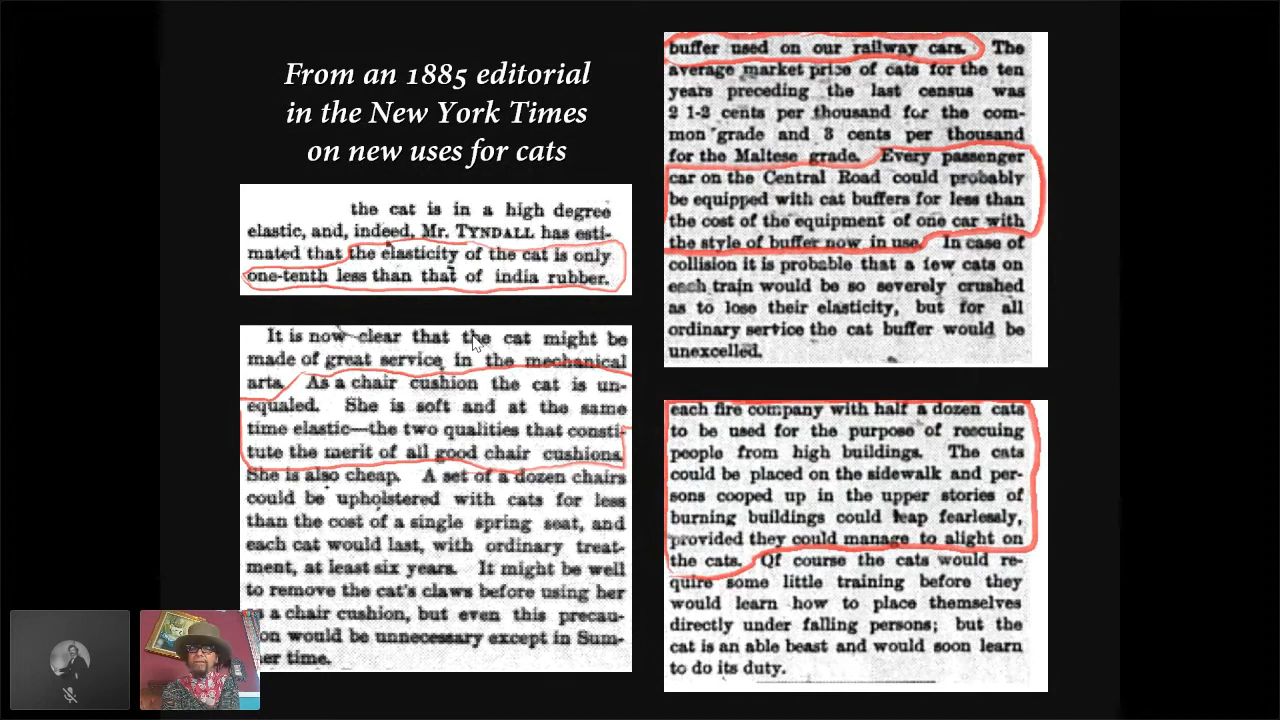 From an 1885 editorial
in the New York Times
on new uses for cats
the cat is in a high degree
elastic, and, indeed, Mr. TYNDALL has esti-
mated that the elasticity of the cat is only
one-tenth less than that of india rubber.
It is now clear that the cat might be
made of great service in the mechanical
arts. As a chair cushion the cat is un-
equaled. She is soft and at the same
time elastic—the two qualities that consti-
tute the merit of all good chair cushions.
She is also cheap. A set of a dozen chairs
could be upholstered with cats for less
than the cost of a single spring seat, and
each cat would last, with ordinary treat-
ment, at least six years. It might be well
to remove the cat's claws before using her
as a chair cushion, but even this precau-
on would be unnecessary except in Sum-
er time.
buffer used on our railway cars. The
average market price of cats for the ten
years preceding the last census was
2 1-2 cents per thousand for the com-
mon grade and 3 cents per thousand
for the Maltese grade. Every passenger
car on the Central Road could probably
be equipped with cat buffers for less than
the cost of the equipment of one car with
the style of buffer now in use. In case of
collision it is probable that a few cats on
each train would be so severely crushed
as to lose their elasticity, but for all
ordinary service the cat buffer would be
unexcelled.
each fire company with half a dozen cats
to be used for the purpose of rescuing
people from high buildings. The cats
could be placed on the sidewalk and per-
sons cooped up in the upper stories of
burning buildings could leap fearlessly,
provided they could manage to alight on
the cats. Of course the cats would re-
quire some little training before they
would learn how to place themselves
directly under falling persons; but the
cat is an able beast and would soon learn
to do its duty.